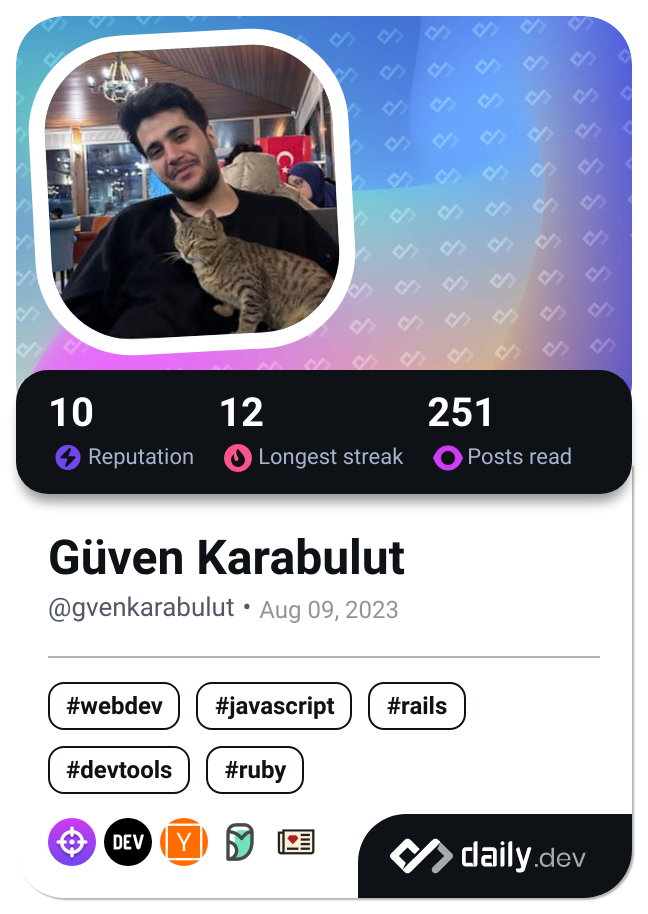 10 12 251
Reputation Longest streak Posts read
Güven Karabulut
@gvenkarabulut • Aug 09, 2023
#webdev #javascript #rails
#devtools #ruby
DEV Y
daily.dev